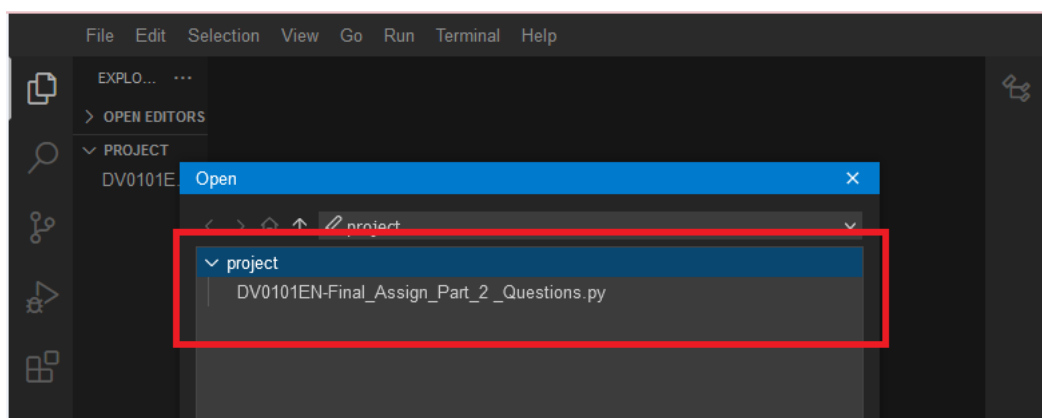 File Edit Selection View Go Run Terminal Help
EXPLO... ···
OPEN EDITORS
PROJECT
DV0101E
Open
project
project
DV0101EN-Final_Assign_Part_2 _Questions.py